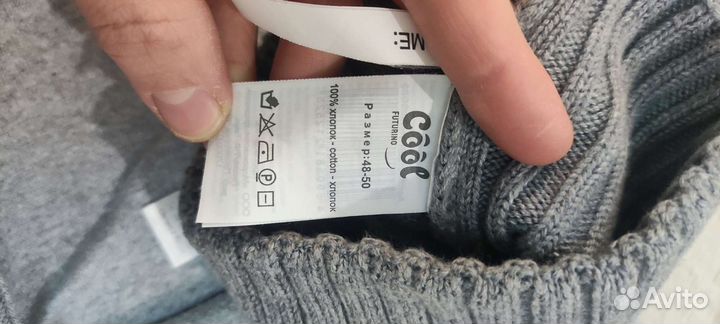 ME:
Cool
FUTURINO
Размер:48-50
100% хлопок - cotton - хлопок
P
Avito